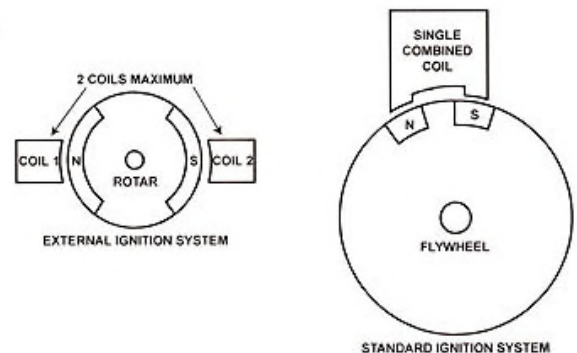 2 COILS MAXIMUM
COIL 1
N
S
COIL 2
ROTAR
EXTERNAL IGNITION SYSTEM
SINGLE
COMBINED
COIL
N
S
FLYWHEEL
STANDARD IGNITION SYSTEM